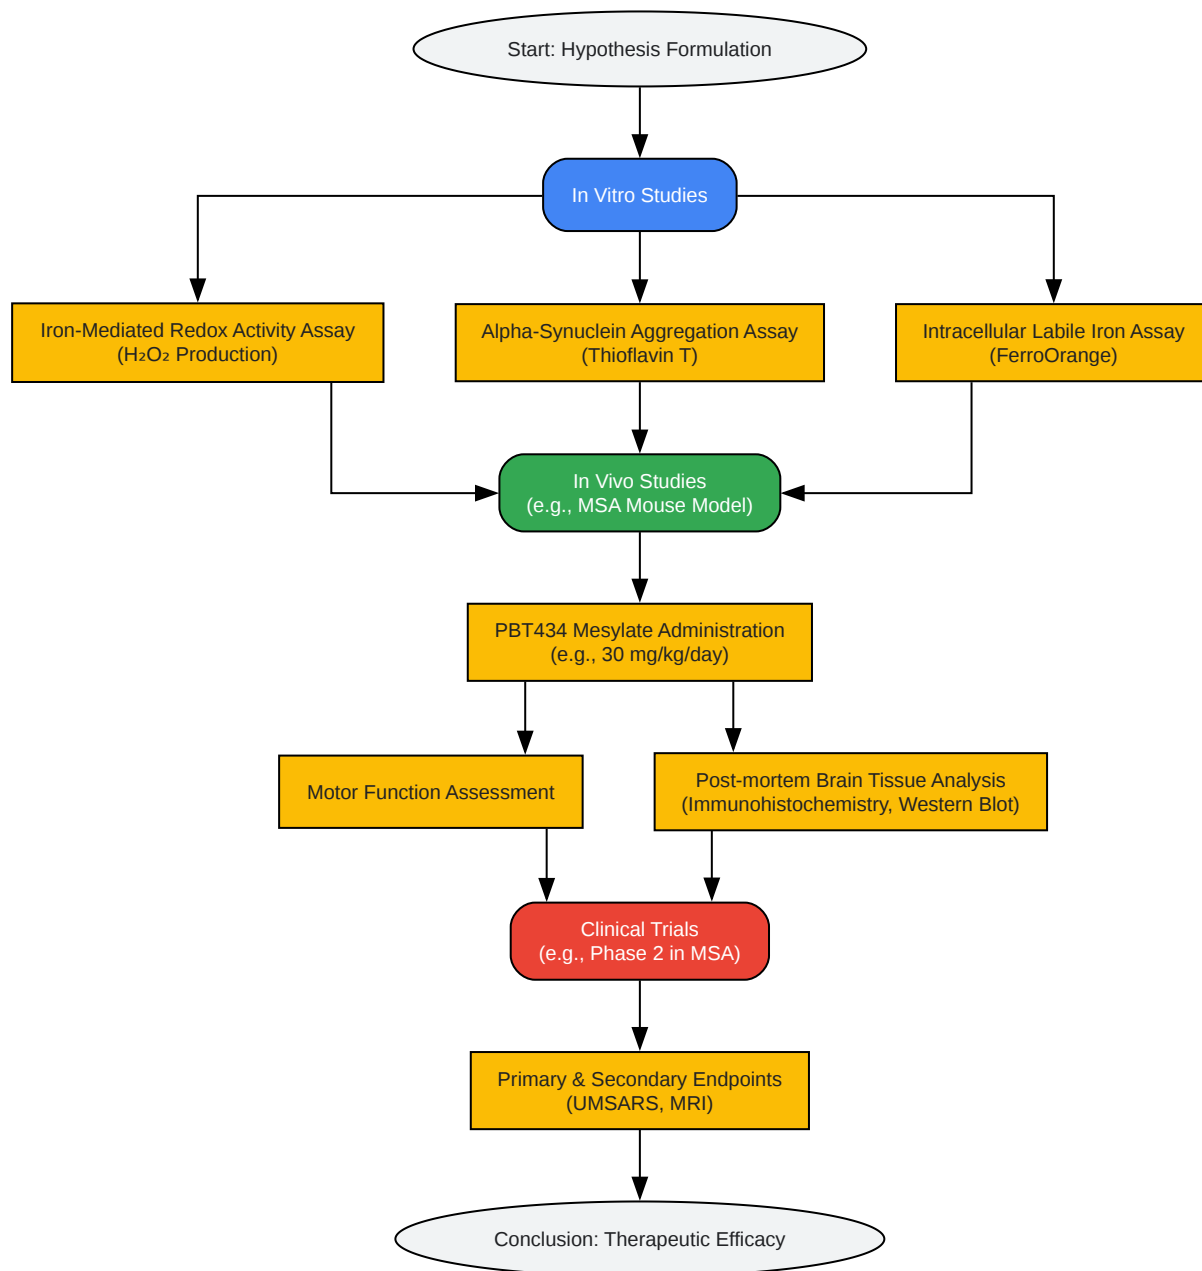 Start: Hypothesis Formulation
In Vitro Studies
Iron-Mediated Redox Activity Assay
(H₂O₂ Production)
Alpha-Synuclein Aggregation Assay
(Thioflavin T)
Intracellular Labile Iron Assay
(FerroOrange)
In Vivo Studies
(e.g., MSA Mouse Model)
PBT434 Mesylate Administration
(e.g., 30 mg/kg/day)
Motor Function Assessment
Post-mortem Brain Tissue Analysis
(Immunohistochemistry, Western Blot)
Clinical Trials
(e.g., Phase 2 in MSA)
Primary & Secondary Endpoints
(UMSARS, MRI)
Conclusion: Therapeutic Efficacy